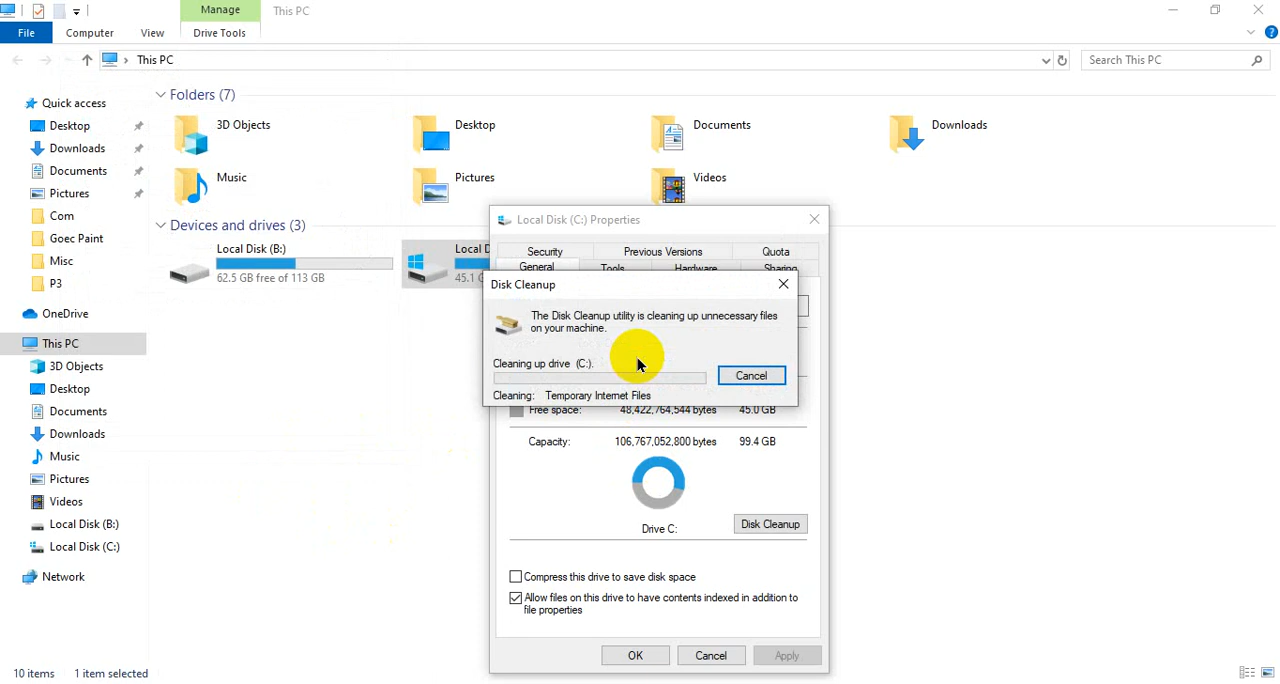 Manage
This PC
File
Computer
View
Drive Tools
This PC
Search This PC
Quick access
Desktop
Downloads
Documents
Pictures
Com
Goec Paint
Misc
P3
OneDrive
This PC
3D Objects
Desktop
Documents
Downloads
Music
Pictures
Videos
Local Disk (B:)
Local Disk (C:)
Network
Folders (7)
3D Objects
Desktop
Documents
Downloads
Music
Pictures
Videos
Devices and drives (3)
Local Disk (B:)
62.5 GB free of 113 GB
Local D
45.1 G
Local Disk (C:) Properties
Security
Previous Versions
Quota
General
Tools
Hardware
Sharing
Disk Cleanup
The Disk Cleanup utility is cleaning up unnecessary files
on your machine.
Cleaning up drive (C:).
Cancel
Cleaning: Temporary Internet Files
Free space: 48,422,764,544 bytes 45.0 GB
Capacity: 106,767,052,800 bytes 99.4 GB
Drive C:
Disk Cleanup
Compress this drive to save disk space
Allow files on this drive to have contents indexed in addition to
file properties
OK
Cancel
Apply
10 items
1 item selected